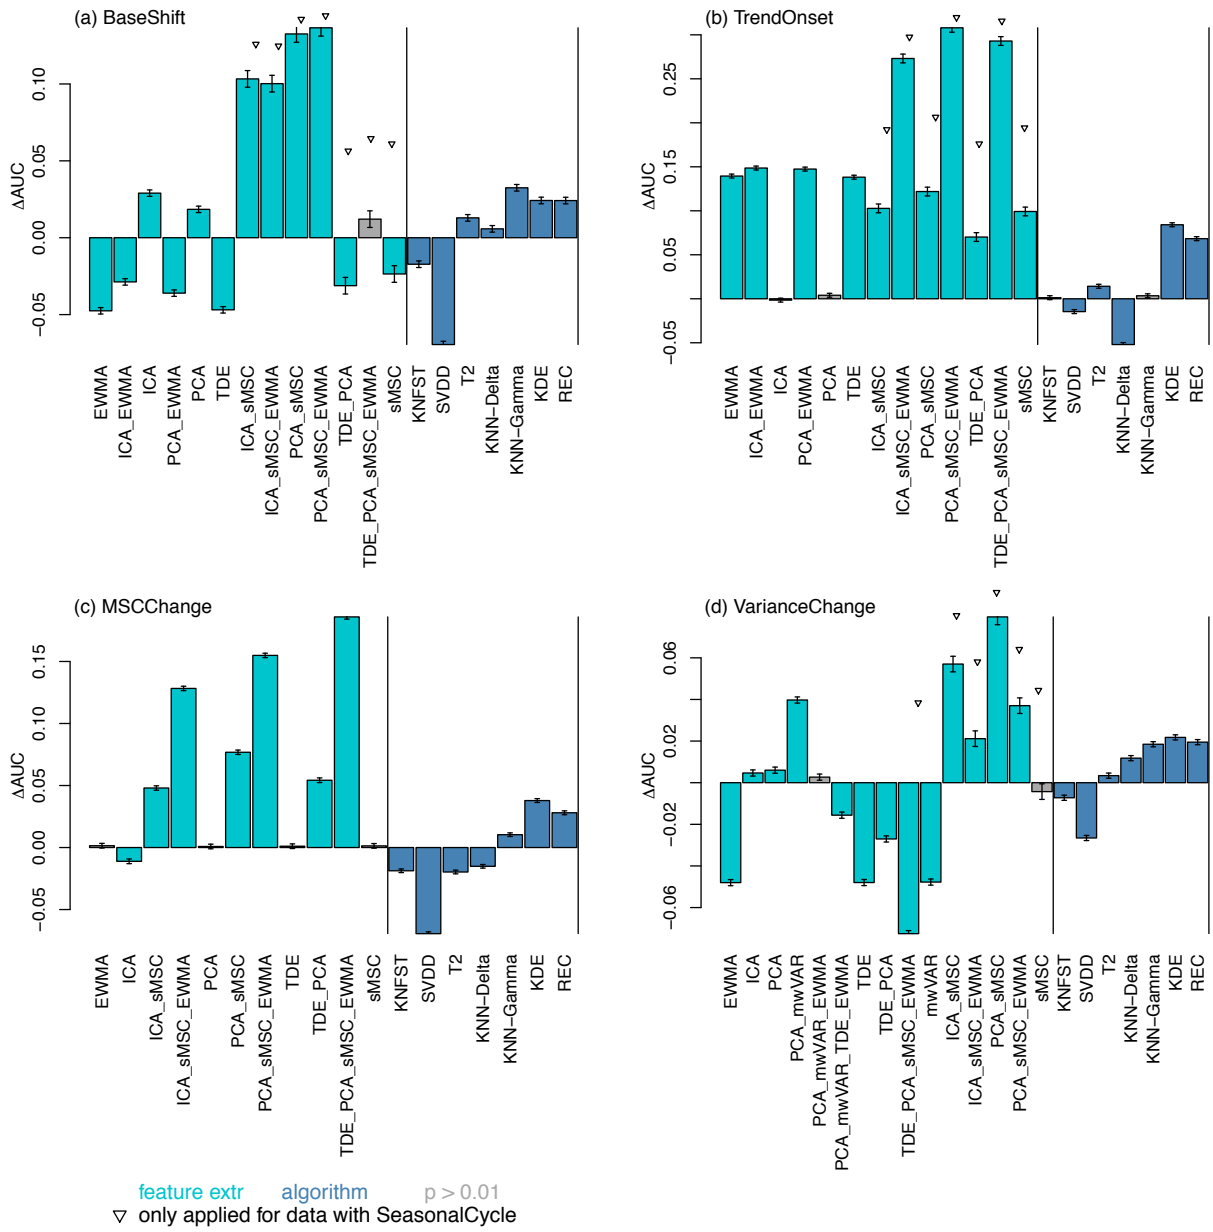 (a) BaseShift
ΔAUC
0.10
0.05
0.00
−0.05
EWMA
ICA_EWMA
ICA
PCA_EWMA
PCA
TDE
ICA_sMSC
ICA_sMSC_EWMA
PCA_sMSC
PCA_sMSC_EWMA
TDE_PCA
TDE_PCA_sMSC_EWMA
sMSC
KNFST
SVDD
T2
KNN−Delta
KNN−Gamma
KDE
REC
(b) TrendOnset
ΔAUC
0.25
0.15
0.05
−0.05
EWMA
ICA_EWMA
ICA
PCA_EWMA
PCA
TDE
ICA_sMSC
ICA_sMSC_EWMA
PCA_sMSC
PCA_sMSC_EWMA
TDE_PCA
TDE_PCA_sMSC_EWMA
sMSC
KNFST
SVDD
T2
KNN−Delta
KNN−Gamma
KDE
REC
(c) MSCChange
ΔAUC
0.15
0.10
0.05
0.00
−0.05
EWMA
ICA
ICA_sMSC
ICA_sMSC_EWMA
PCA
PCA_sMSC
PCA_sMSC_EWMA
TDE
TDE_PCA
TDE_PCA_sMSC_EWMA
sMSC
KNFST
SVDD
T2
KNN−Delta
KNN−Gamma
KDE
REC
(d) VarianceChange
ΔAUC
0.06
0.02
−0.02
−0.06
EWMA
ICA
PCA
PCA_mwVAR
PCA_mwVAR_EWMA
PCA_mwVAR_TDE_EWMA
TDE
TDE_PCA
TDE_PCA_sMSC_EWMA
mwVAR
ICA_sMSC
ICA_sMSC_EWMA
PCA_sMSC
PCA_sMSC_EWMA
sMSC
KNFST
SVDD
T2
KNN−Delta
KNN−Gamma
KDE
REC
feature extr algorithm p > 0.01
only applied for data with SeasonalCycle